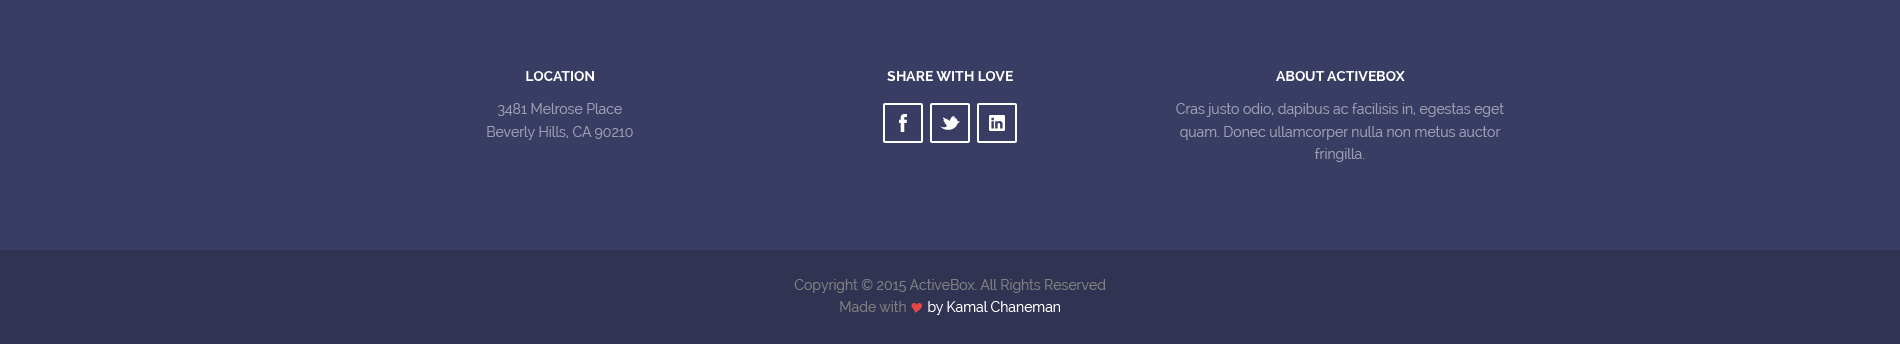 LOCATION
3481 Melrose Place
Beverly Hills, CA 90210
SHARE WITH LOVE
ABOUT ACTIVEBOX
Cras justo odio, dapibus ac facilisis in, egestas eget
quam. Donec ullamcorper nulla non metus auctor
fringilla.
Copyright © 2015 ActiveBox. All Rights Reserved
Made with ♥ by Kamal Chaneman